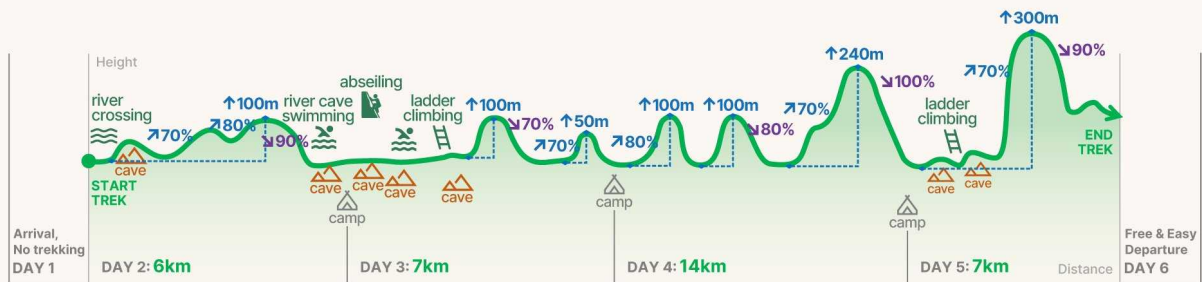 Height
river
crossing
↗70%
↗80%
↑100m
↘90%
cave
START
TREK
river cave
swimming
abseiling
ladder
climbing
cave
cave
cave
cave
camp
↑100m
↘70%
↗70%
↑50m
↗80%
camp
↑100m
↑100m
↘80%
↗70%
↑240m
↘100%
camp
ladder
climbing
cave
cave
↗70%
↑300m
↘90%
END
TREK
Arrival,
No trekking
DAY 1
DAY 2: 6km
DAY 3: 7km
DAY 4: 14km
DAY 5: 7km
Distance
Free & Easy
Departure
DAY 6